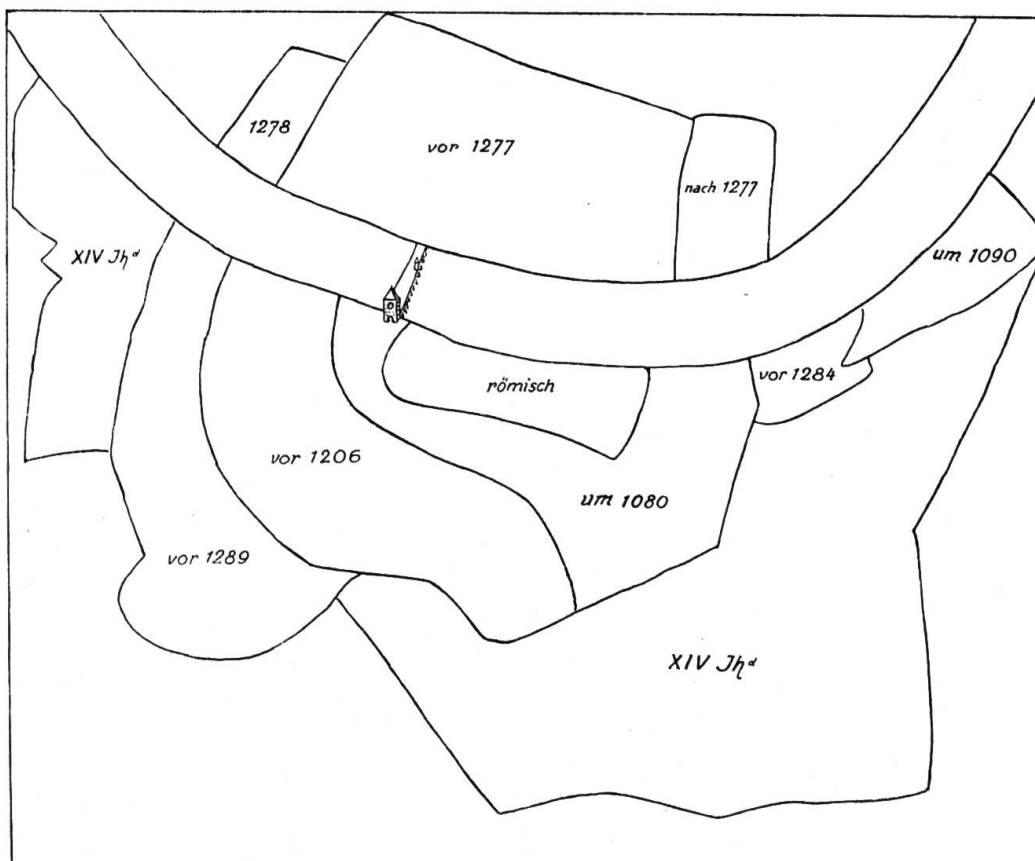 1278
vor 1277
nach 1277
XIV Jhd
um 1090
römisch
vor 1284
vor 1206
um 1080
vor 1289
XIV Jhd